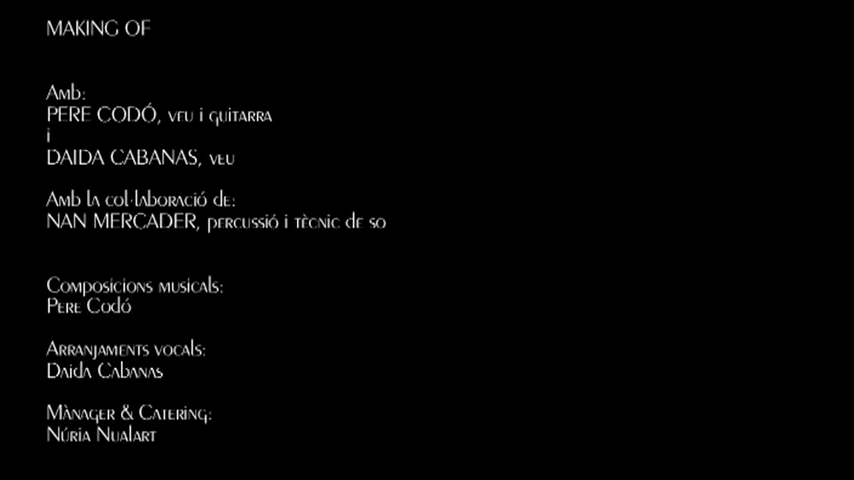 MAKING OF
Amb:
PERE CODÓ, veu i guitarra
i
DAIDA CABANAS, veu
Amb la col·laboració de:
NAN MERCADER, percussió i tècnic de so
Composicions musicals:
Pere Codó
Arranjaments vocals:
Daida Cabanas
Mànager & Catering:
Núria Nualart